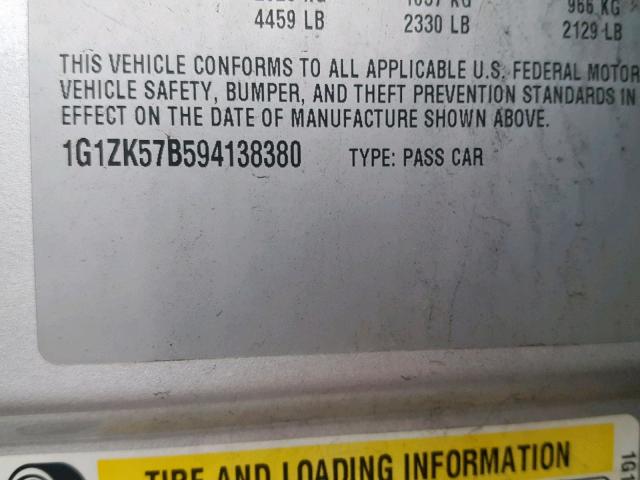 4459 LB 2330 LB 2129 LB
THIS VEHICLE CONFORMS TO ALL APPLICABLE U.S. FEDERAL MOTOR
VEHICLE SAFETY, BUMPER, AND THEFT PREVENTION STANDARDS IN
EFFECT ON THE DATE OF MANUFACTURE SHOWN ABOVE.
1G1ZK57B594138380 TYPE: PASS CAR
TIRE AND LOADING INFORMATION
1G1